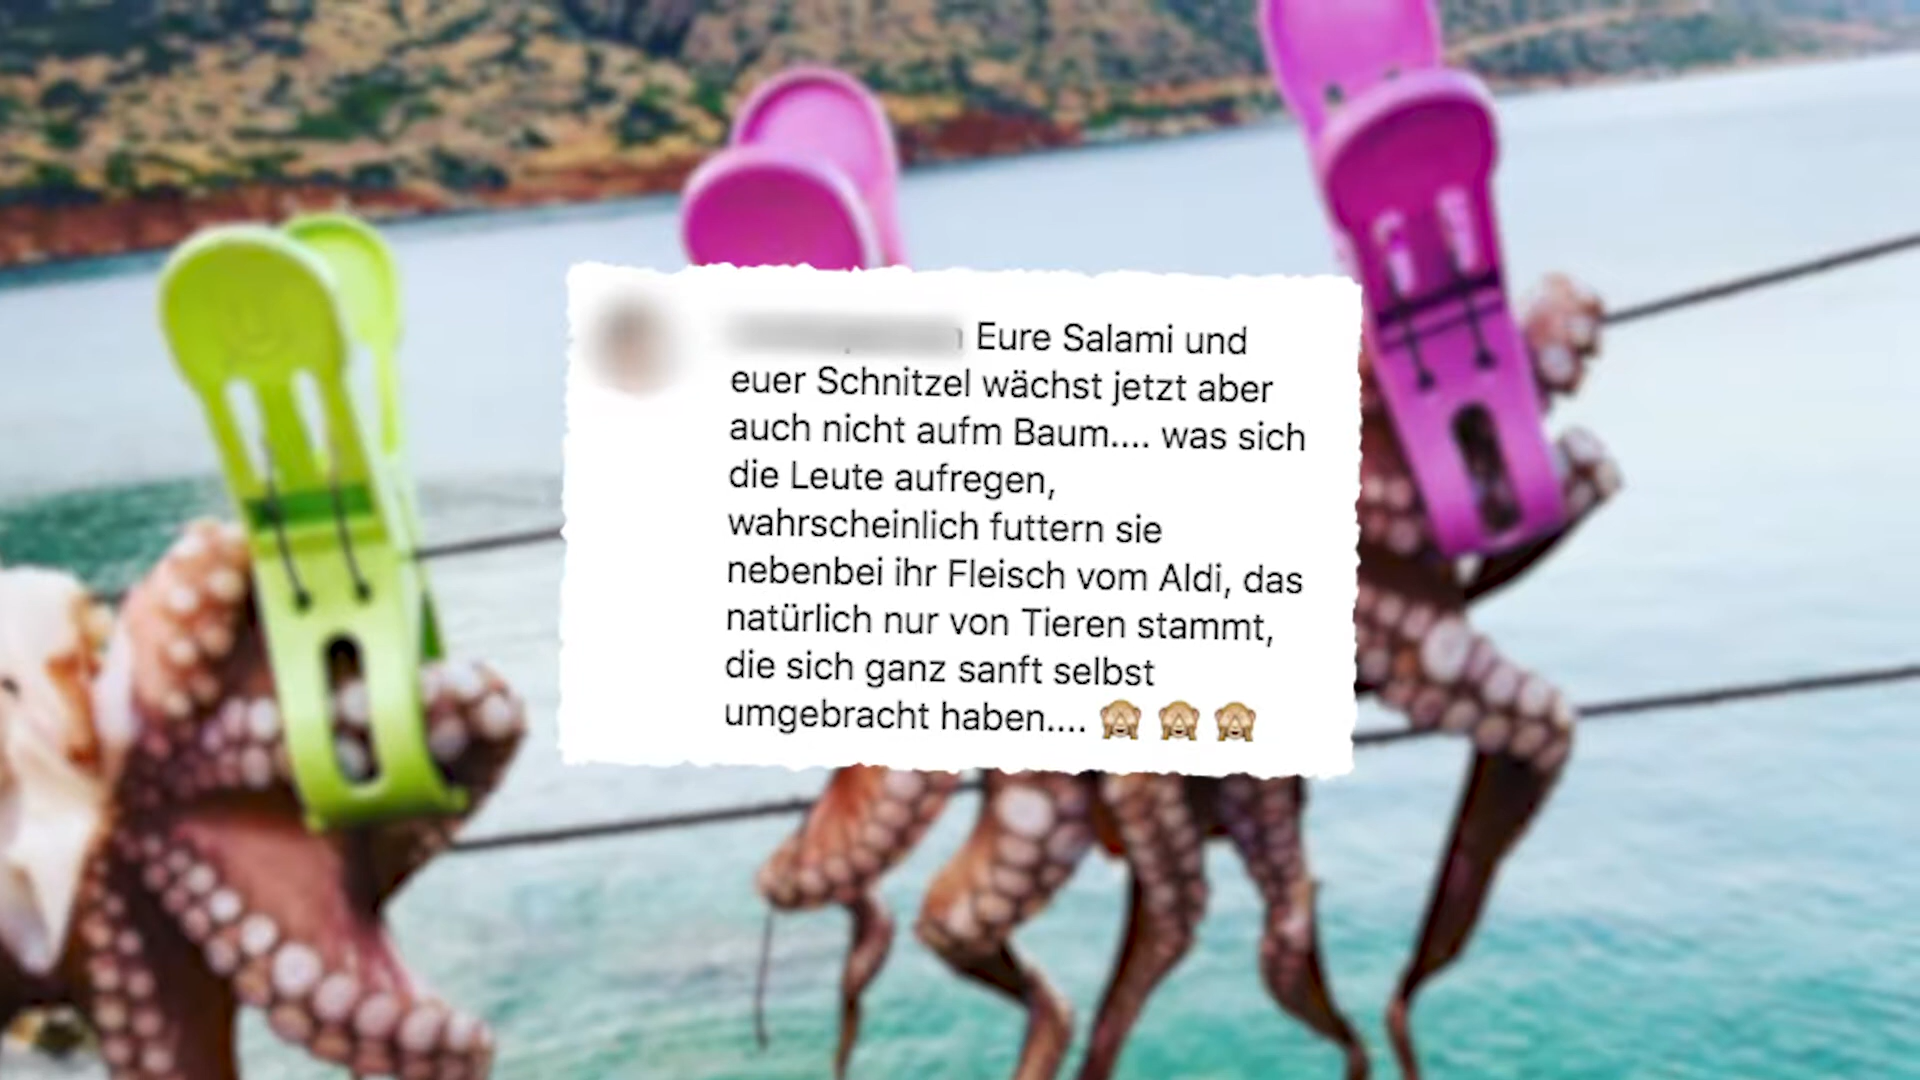 Eure Salami und
euer Schnitzel wächst jetzt aber
auch nicht aufm Baum.... was sich
die Leute aufregen,
wahrscheinlich futtern sie
nebenbei ihr Fleisch vom Aldi, das
natürlich nur von Tieren stammt,
die sich ganz sanft selbst
umgebracht haben.... 🙈 🙈 🙈